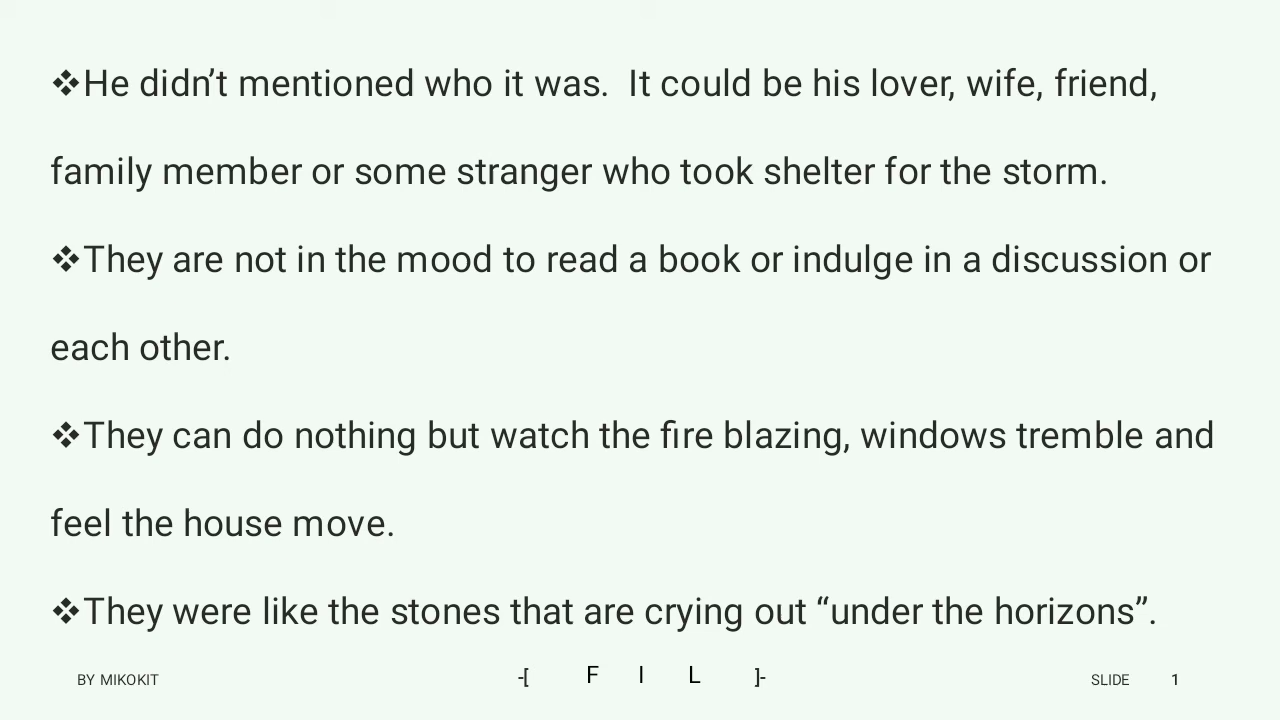 ❖He didn’t mentioned who it was.  It could be his lover, wife, friend,
family member or some stranger who took shelter for the storm.
❖They are not in the mood to read a book or indulge in a discussion or
each other.
❖They can do nothing but watch the fire blazing, windows tremble and
feel the house move.
❖They were like the stones that are crying out “under the horizons”.
BY MIKOKIT -[ F I L ]- SLIDE 1